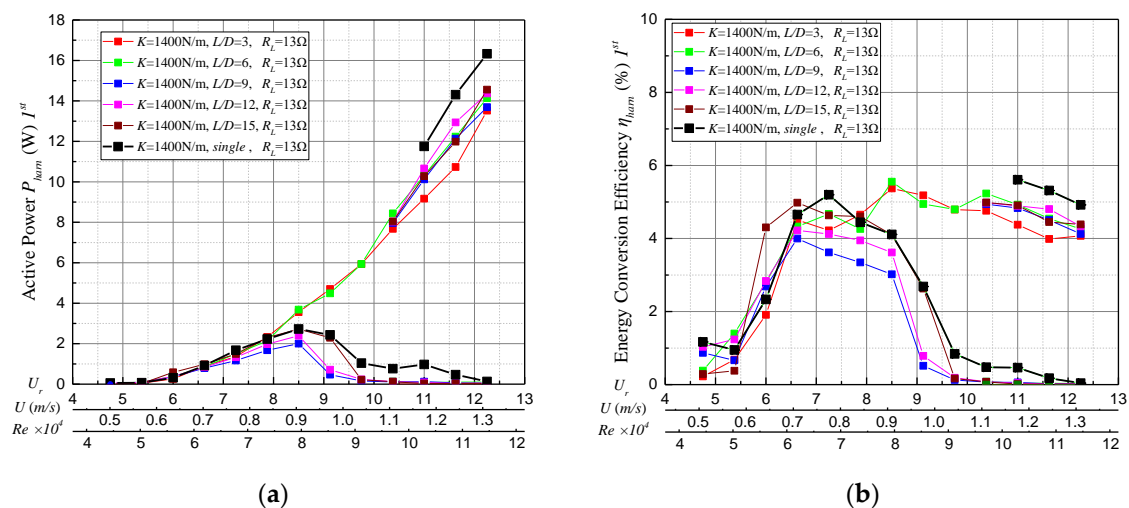 (a)
K=1400N/m, L/D=3, R_L=13Ω
K=1400N/m, L/D=6, R_L=13Ω
K=1400N/m, L/D=9, R_L=13Ω
K=1400N/m, L/D=12, R_L=13Ω
K=1400N/m, L/D=15, R_L=13Ω
K=1400N/m, single , R_L=13Ω
Active Power P_ham (W) 1^st
18
16
14
12
10
8
6
4
2
0
U_r
4 5 6 7 8 9 10 11 12 13
U (m/s)
0.5 0.6 0.7 0.8 0.9 1.0 1.1 1.2 1.3
Re ×10^4
4 5 6 7 8 9 10 11 12
(b)
K=1400N/m, L/D=3, R_L=13Ω
K=1400N/m, L/D=6, R_L=13Ω
K=1400N/m, L/D=9, R_L=13Ω
K=1400N/m, L/D=12, R_L=13Ω
K=1400N/m, L/D=15, R_L=13Ω
K=1400N/m, single , R_L=13Ω
Energy Conversion Efficiency η_ham (%) 1^st
10
8
6
4
2
0
U_r
4 5 6 7 8 9 10 11 12 13
U (m/s)
0.5 0.6 0.7 0.8 0.9 1.0 1.1 1.2 1.3
Re ×10^4
4 5 6 7 8 9 10 11 12